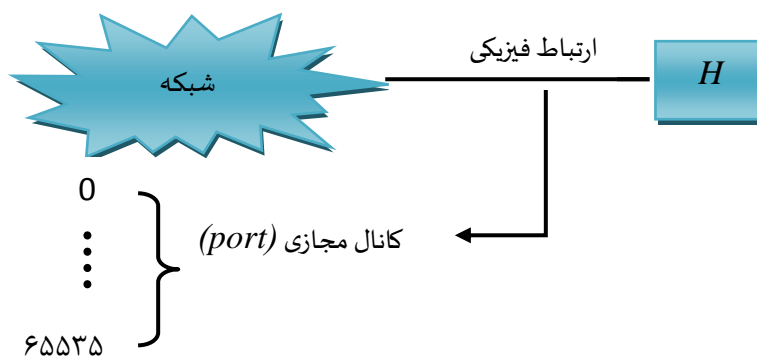 ارتباط فیزیکی
H
شبکه
0
کانال مجازی (port)
۶۵۵۳۵